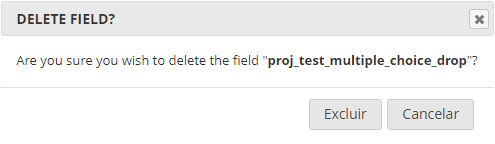 DELETE FIELD?
Are you sure you wish to delete the field "proj_test_multiple_choice_drop"?
Excluir Cancelar